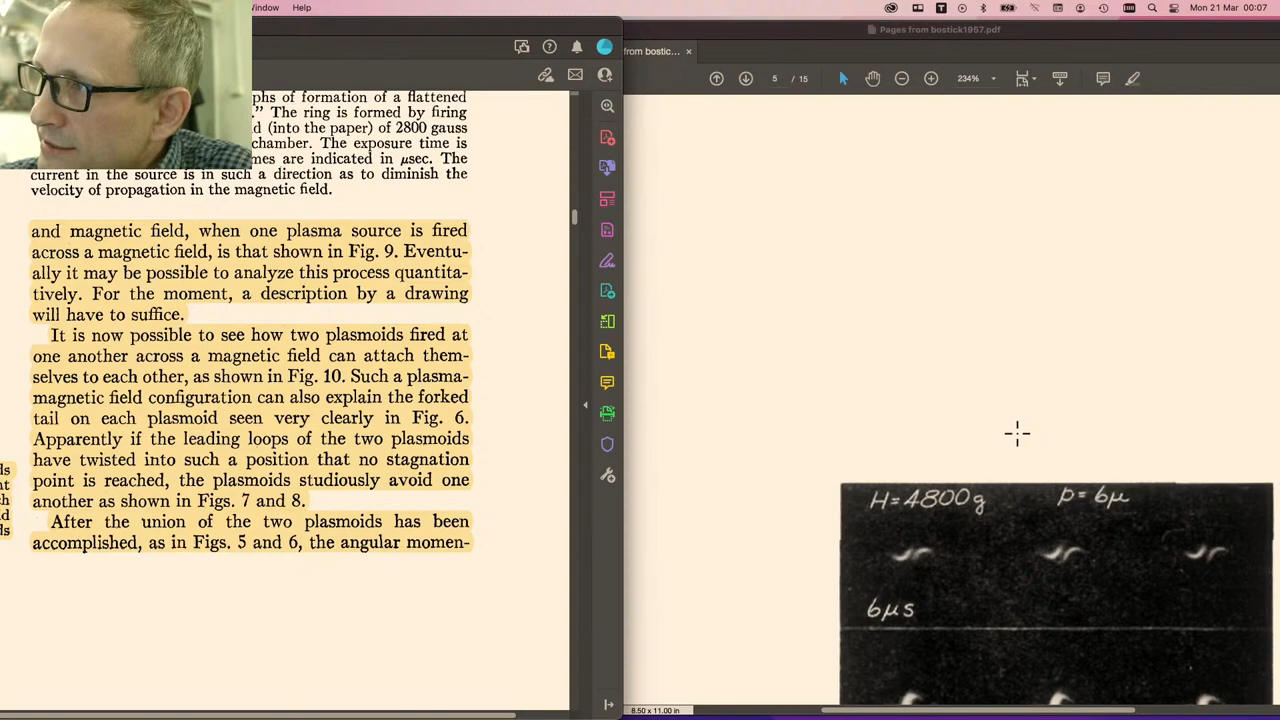 indow Help
Mon 21 Mar 00:07
Pages from bostick1957.pdf
from bostic... ×
5 / 15
234%
phs of formation of a flattened
." The ring is formed by firing
d (into the paper) of 2800 gauss
chamber. The exposure time is
mes are indicated in μsec. The
current in the source is in such a direction as to diminish the
velocity of propagation in the magnetic field.
and magnetic field, when one plasma source is fired
across a magnetic field, is that shown in Fig. 9. Eventu-
ally it may be possible to analyze this process quantita-
tively. For the moment, a description by a drawing
will have to suffice.
It is now possible to see how two plasmoids fired at
one another across a magnetic field can attach them-
selves to each other, as shown in Fig. 10. Such a plasma-
magnetic field configuration can also explain the forked
tail on each plasmoid seen very clearly in Fig. 6.
Apparently if the leading loops of the two plasmoids
have twisted into such a position that no stagnation
point is reached, the plasmoids studiously avoid one
another as shown in Figs. 7 and 8.
After the union of the two plasmoids has been
accomplished, as in Figs. 5 and 6, the angular momen-
ds
nt
ch
id
ds
H=4800g p=6μ
6μs
8.50 x 11.00 in